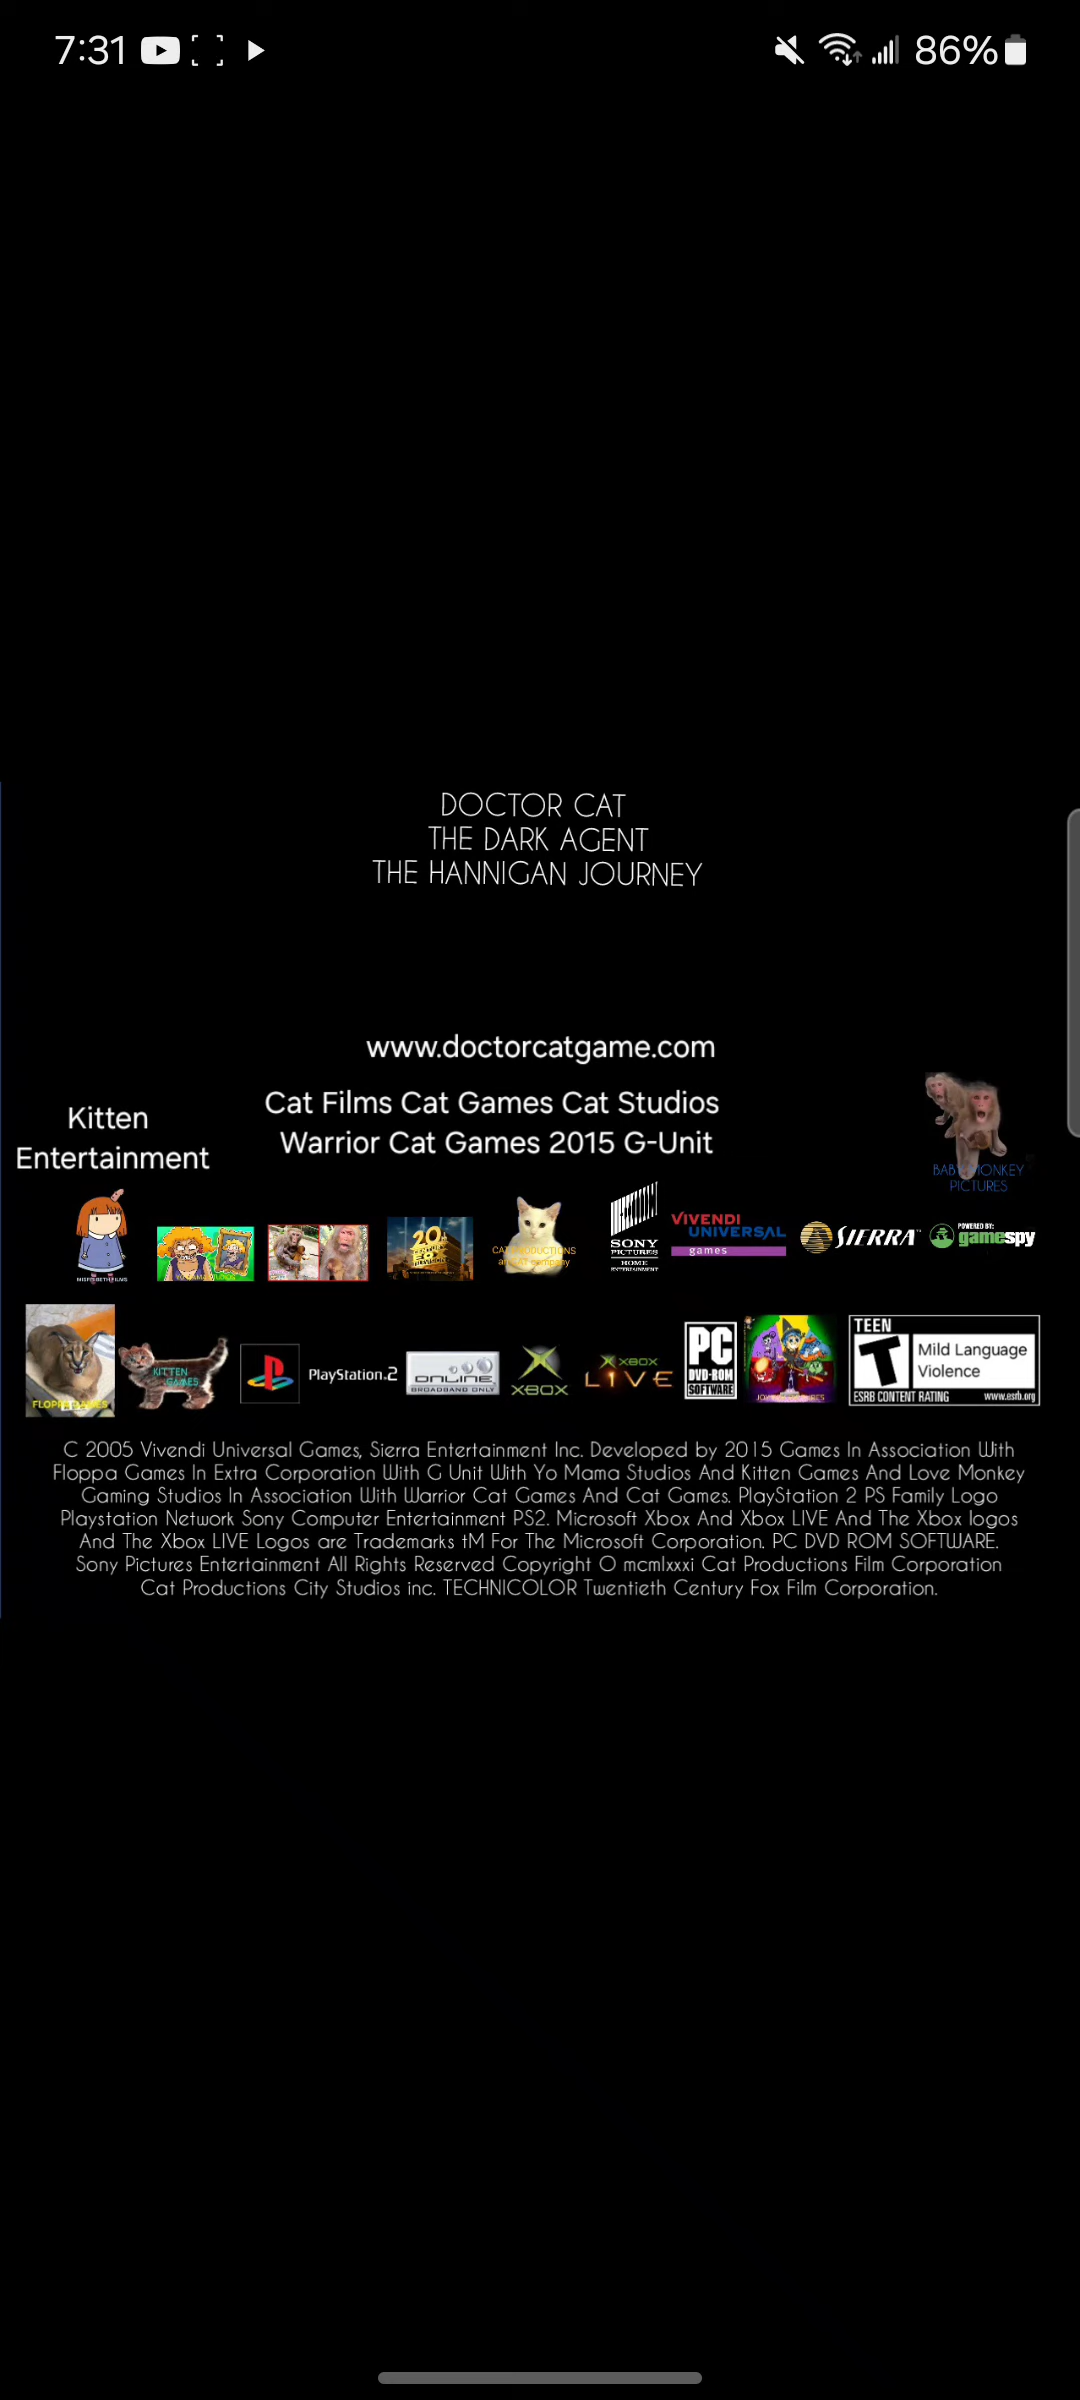 7:31
86%
DOCTOR CAT
THE DARK AGENT
THE HANNIGAN JOURNEY
www.doctorcatgame.com
Cat Films Cat Games Cat Studios
Warrior Cat Games 2015 G-Unit
Kitten
Entertainment
BABY MONKEY
PICTURES
SONY
PICTURES
HOME
ENTERTAINMENT
VIVENDI
UNIVERSAL
games
SIERRA™
POWERED BY:
gamespy
KITTEN
GAMES
PlayStation.2
ONLINE
BROADBAND ONLY
XBOX
XBOX
LIVE
PC
DVD-ROM
SOFTWARE
TEEN
T
Mild Language
Violence
ESRB CONTENT RATING www.esrb.org
C 2005 Vivendi Universal Games, Sierra Entertainment Inc. Developed by 2015 Games In Association With
Floppa Games In Extra Corporation With G Unit With Yo Mama Studios And Kitten Games And Love Monkey
Gaming Studios In Association With Warrior Cat Games And Cat Games. PlayStation 2 PS Family Logo
Playstation Network Sony Computer Entertainment PS2. Microsoft Xbox And Xbox LIVE And The Xbox logos
And The Xbox LIVE Logos are Trademarks tM For The Microsoft Corporation. PC DVD ROM SOFTWARE.
Sony Pictures Entertainment All Rights Reserved Copyright O mcmlxxxi Cat Productions Film Corporation
Cat Productions City Studios inc. TECHNICOLOR Twentieth Century Fox Film Corporation.